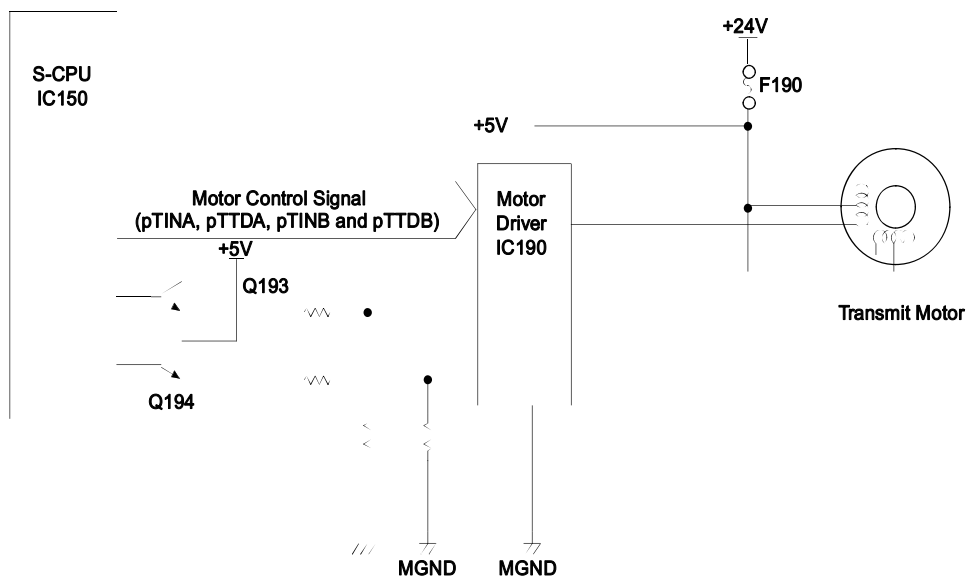 +24V
S-CPU
IC150
F190
+5V
Motor Control Signal
(pTINA, pTTDA, pTINB and pTTDB)
Motor
Driver
IC190
+5V
Q193
Transmit Motor
Q194
MGND
MGND